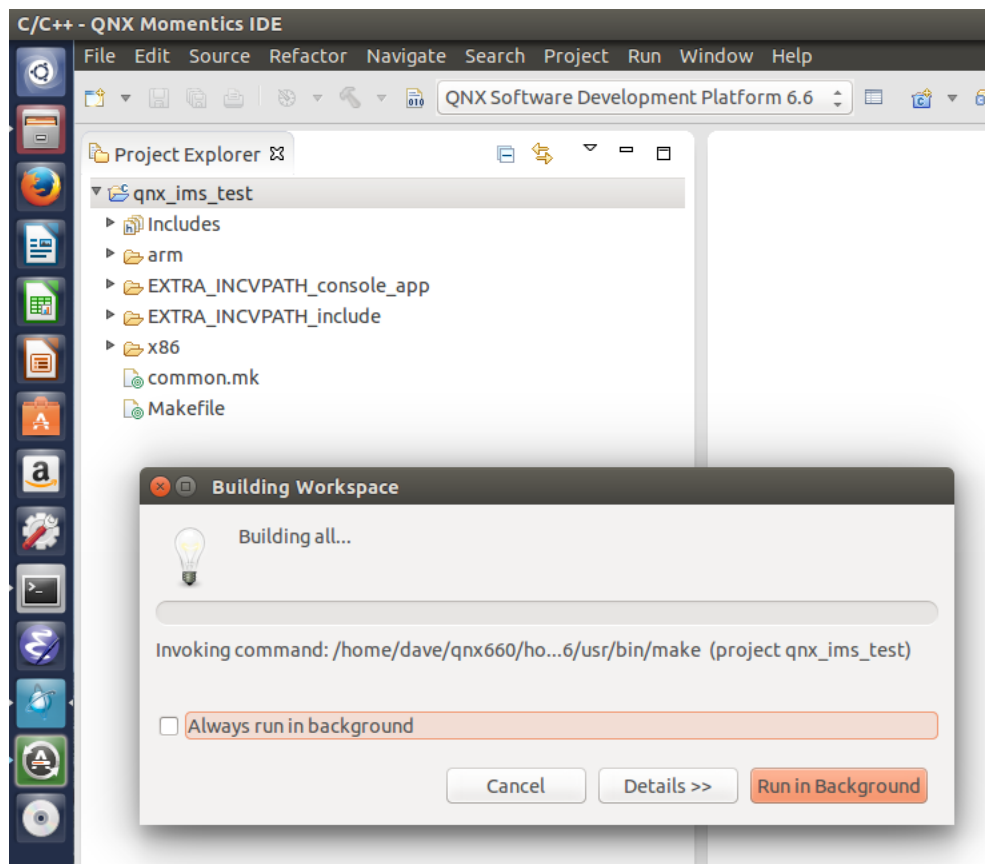 C/C++ - QNX Momentics IDE
File Edit Source Refactor Navigate Search Project Run Window Help
QNX Software Development Platform 6.6
Project Explorer
qnx_ims_test
Includes
arm
EXTRA_INCVPATH_console_app
EXTRA_INCVPATH_include
x86
common.mk
Makefile
Building Workspace
Building all...
Invoking command: /home/dave/qnx660/ho...6/usr/bin/make (project qnx_ims_test)
Always run in background
Cancel Details >> Run in Background